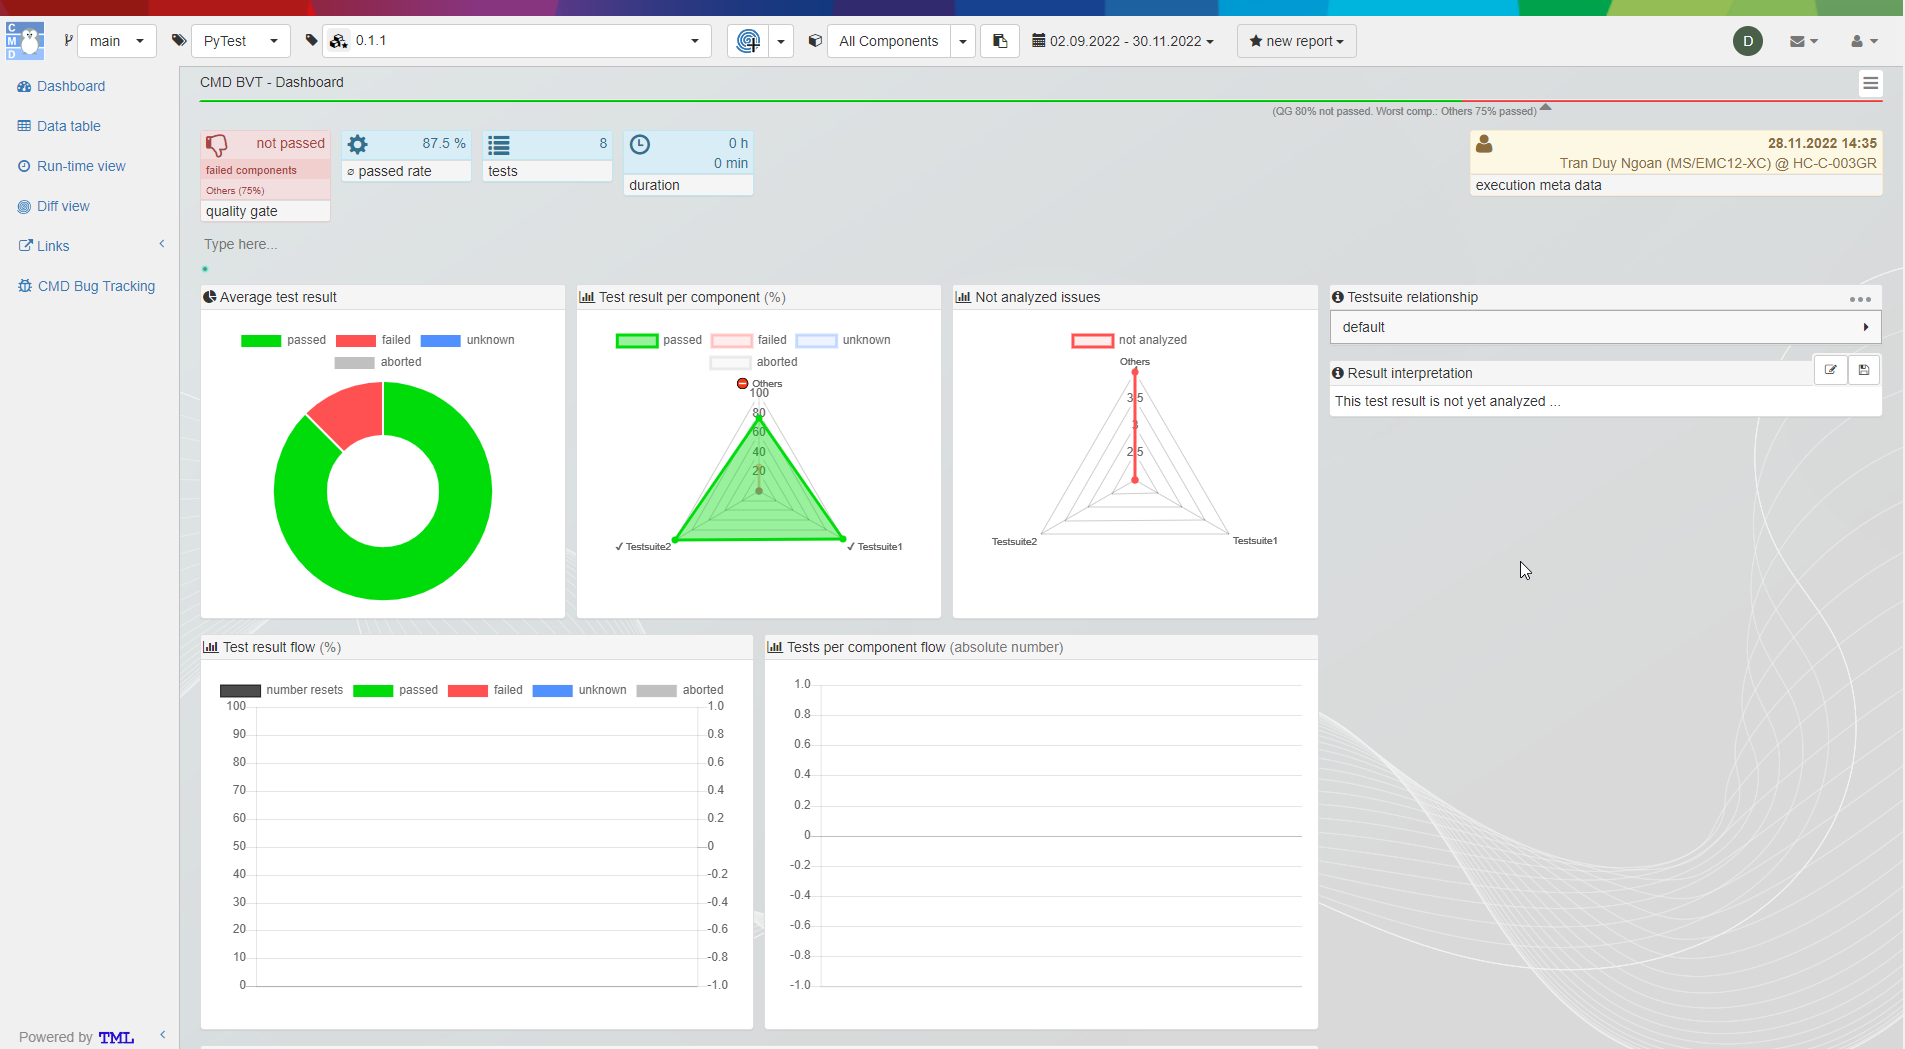 C
M
D
main
PyTest
0.1.1
All Components
02.09.2022 - 30.11.2022
new report
D
Dashboard
Data table
Run-time view
Diff view
Links
CMD Bug Tracking
Powered by TML
CMD BVT - Dashboard
(QG 80% not passed. Worst comp.: Others 75% passed)
not passed
failed components
Others (75%)
quality gate
87.5 %
⌀ passed rate
8
tests
0 h
0 min
duration
28.11.2022 14:35
Tran Duy Ngoan (MS/EMC12-XC) @ HC-C-003GR
execution meta data
Type here...
Average test result
passed failed unknown
aborted
Test result per component (%)
passed failed unknown
aborted
Others
100
80
60
40
20
✓ Testsuite2
✓ Testsuite1
Not analyzed issues
not analyzed
Others
3.5
3
2.5
Testsuite2
Testsuite1
Testsuite relationship
default
Result interpretation
This test result is not yet analyzed ...
Test result flow (%)
number resets passed failed unknown aborted
100 1.0
90 0.8
80 0.6
70 0.4
60 0.2
50 0
40 -0.2
30 -0.4
20 -0.6
10 -0.8
0 -1.0
Tests per component flow (absolute number)
1.0
0.8
0.6
0.4
0.2
0
-0.2
-0.4
-0.6
-0.8
-1.0